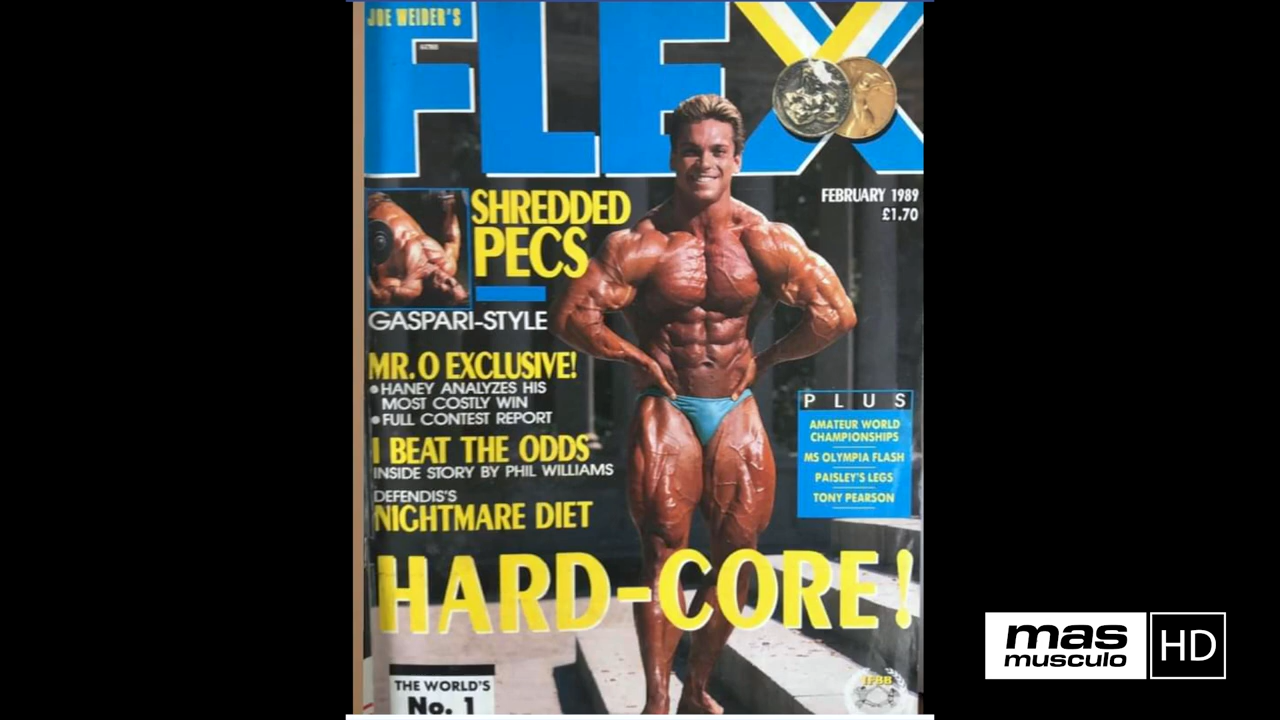 JOE WEIDER'S
FLEX
FEBRUARY 1989
£1.70
SHREDDED
PECS
GASPARI-STYLE
MR. O EXCLUSIVE!
• HANEY ANALYZES HIS
MOST COSTLY WIN
• FULL CONTEST REPORT
I BEAT THE ODDS
INSIDE STORY BY PHIL WILLIAMS
DEFENDIS'S
NIGHTMARE DIET
PLUS
AMATEUR WORLD
CHAMPIONSHIPS
MS OLYMPIA FLASH
PAISLEY'S LEGS
TONY PEARSON
HARD-CORE!
THE WORLD'S
No. 1
IFBB
mas
musculo
HD